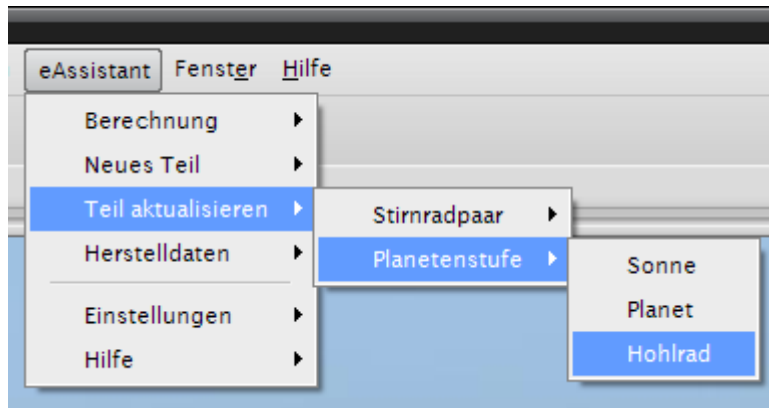 eAssistant Fenster Hilfe
Berechnung
Neues Teil
Teil aktualisieren
Herstelldaten
Einstellungen
Hilfe
Stirnradpaar
Planetenstufe
Sonne
Planet
Hohlrad